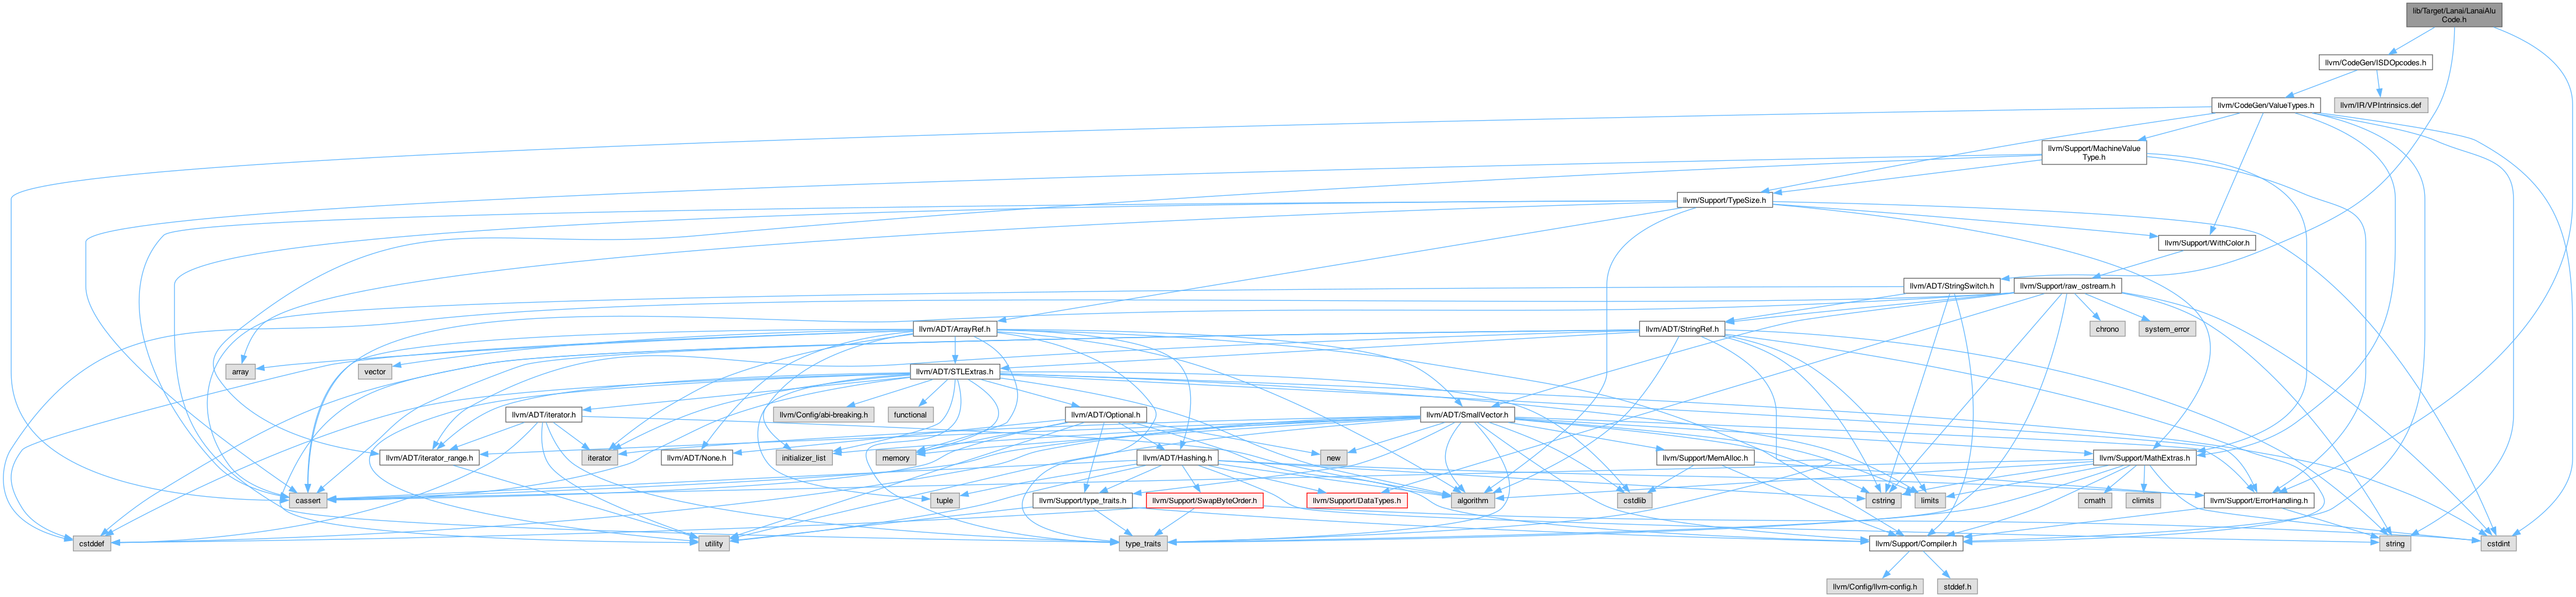 lib/Target/Lanai/LanaiAlu
Code.h
llvm/CodeGen/ISDOpcodes.h
llvm/CodeGen/ValueTypes.h
llvm/IR/VPIntrinsics.def
llvm/Support/MachineValue
Type.h
llvm/Support/TypeSize.h
llvm/Support/WithColor.h
llvm/ADT/StringSwitch.h
llvm/Support/raw_ostream.h
llvm/ADT/ArrayRef.h
llvm/ADT/StringRef.h
chrono
system_error
array
vector
llvm/ADT/STLExtras.h
llvm/ADT/iterator.h
llvm/Config/abi-breaking.h
functional
llvm/ADT/Optional.h
llvm/ADT/SmallVector.h
llvm/ADT/iterator_range.h
iterator
llvm/ADT/None.h
initializer_list
memory
llvm/ADT/Hashing.h
new
llvm/Support/MemAlloc.h
llvm/Support/MathExtras.h
cassert
tuple
llvm/Support/type_traits.h
llvm/Support/SwapByteOrder.h
llvm/Support/DataTypes.h
algorithm
cstdlib
cstring
limits
cmath
climits
llvm/Support/ErrorHandling.h
cstddef
utility
type_traits
llvm/Support/Compiler.h
string
cstdint
llvm/Config/llvm-config.h
stddef.h